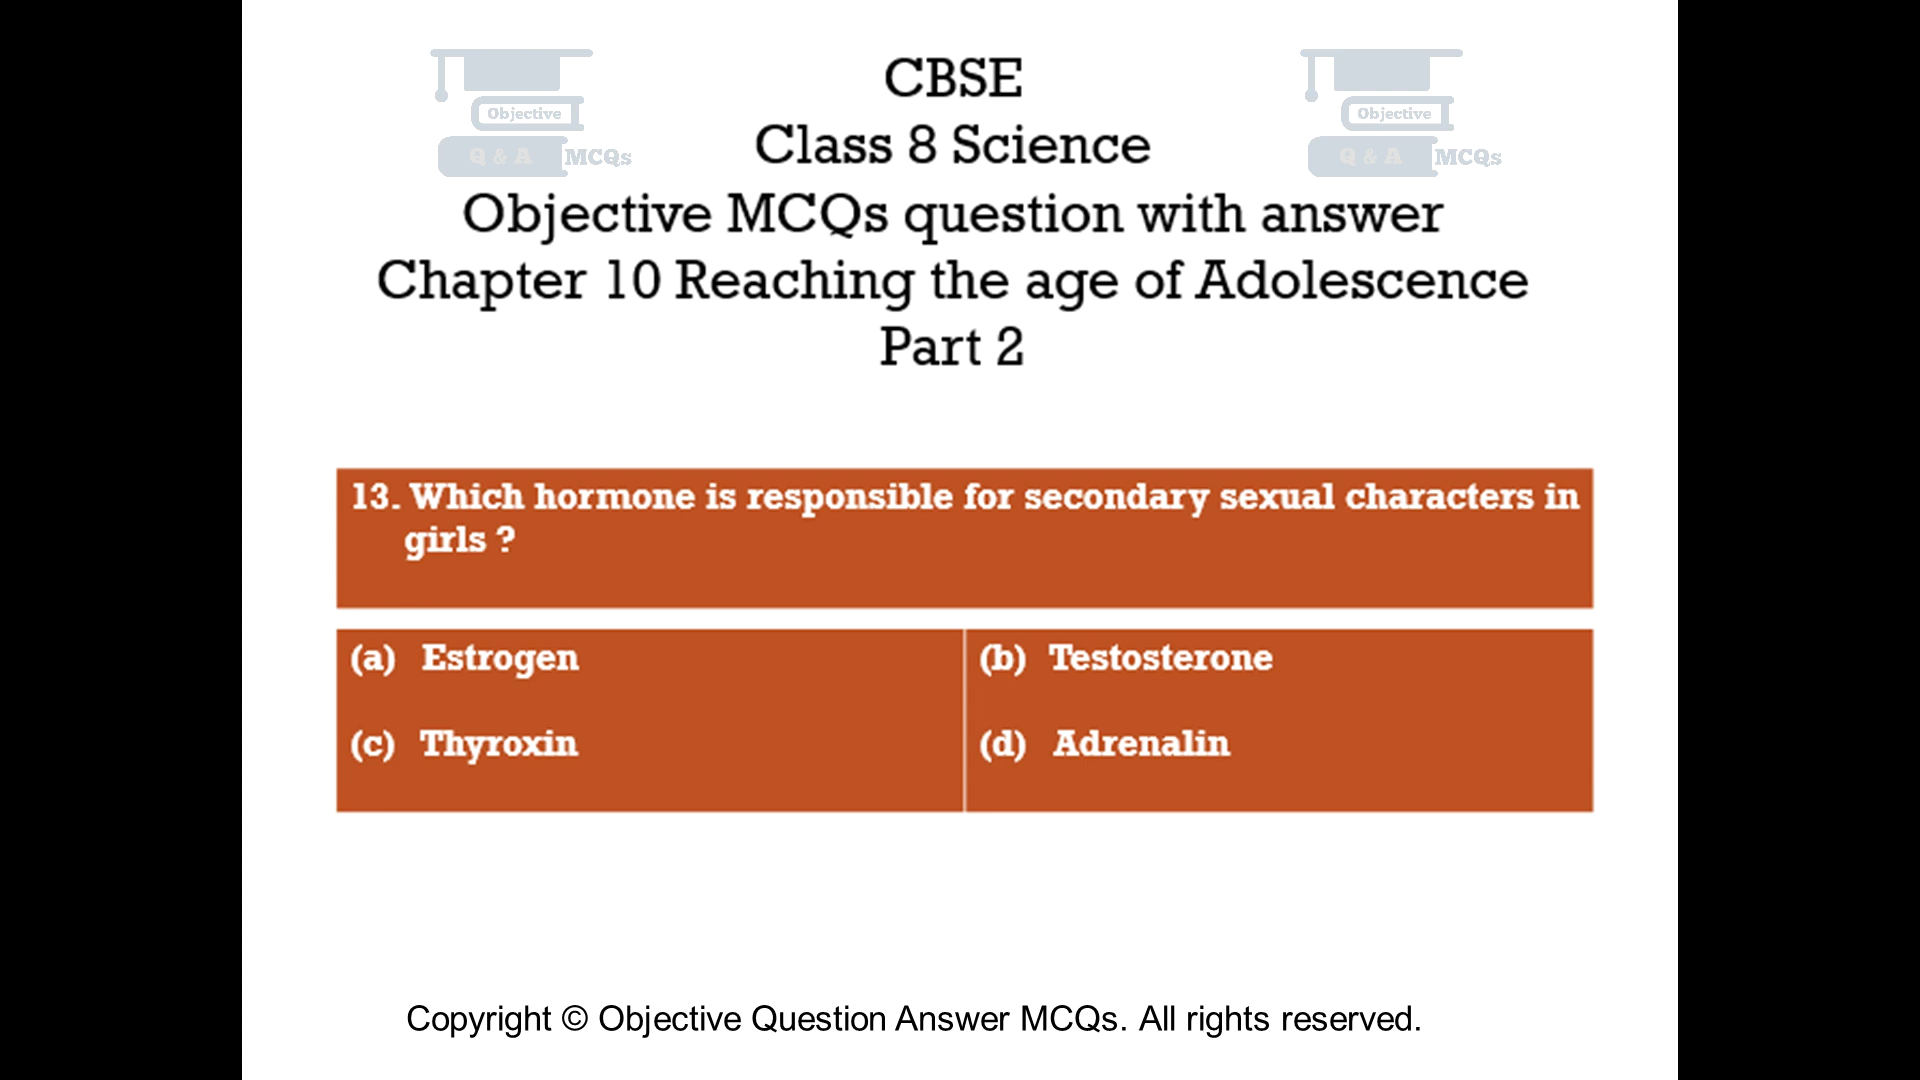 Objective
Q & A MCQs
Objective
Q & A MCQs
CBSE
Class 8 Science
Objective MCQs question with answer
Chapter 10 Reaching the age of Adolescence
Part 2
13. Which hormone is responsible for secondary sexual characters in
girls ?
(a) Estrogen
(b) Testosterone
(c) Thyroxin
(d) Adrenalin
Copyright © Objective Question Answer MCQs. All rights reserved.